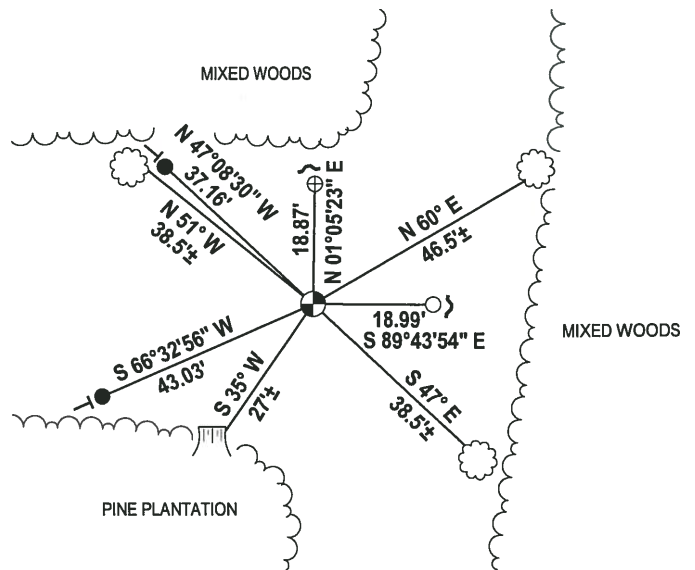 MIXED WOODS
N 47°08'30" W
37.16'
N 51° W
38.5'±
18.87'
N 01°05'23" E
N 60° E
46.5'±
18.99'
S 89°43'54" E
MIXED WOODS
S 66°32'56" W
43.03'
S 35° W
27'±
S 47° E
38.5'±
PINE PLANTATION